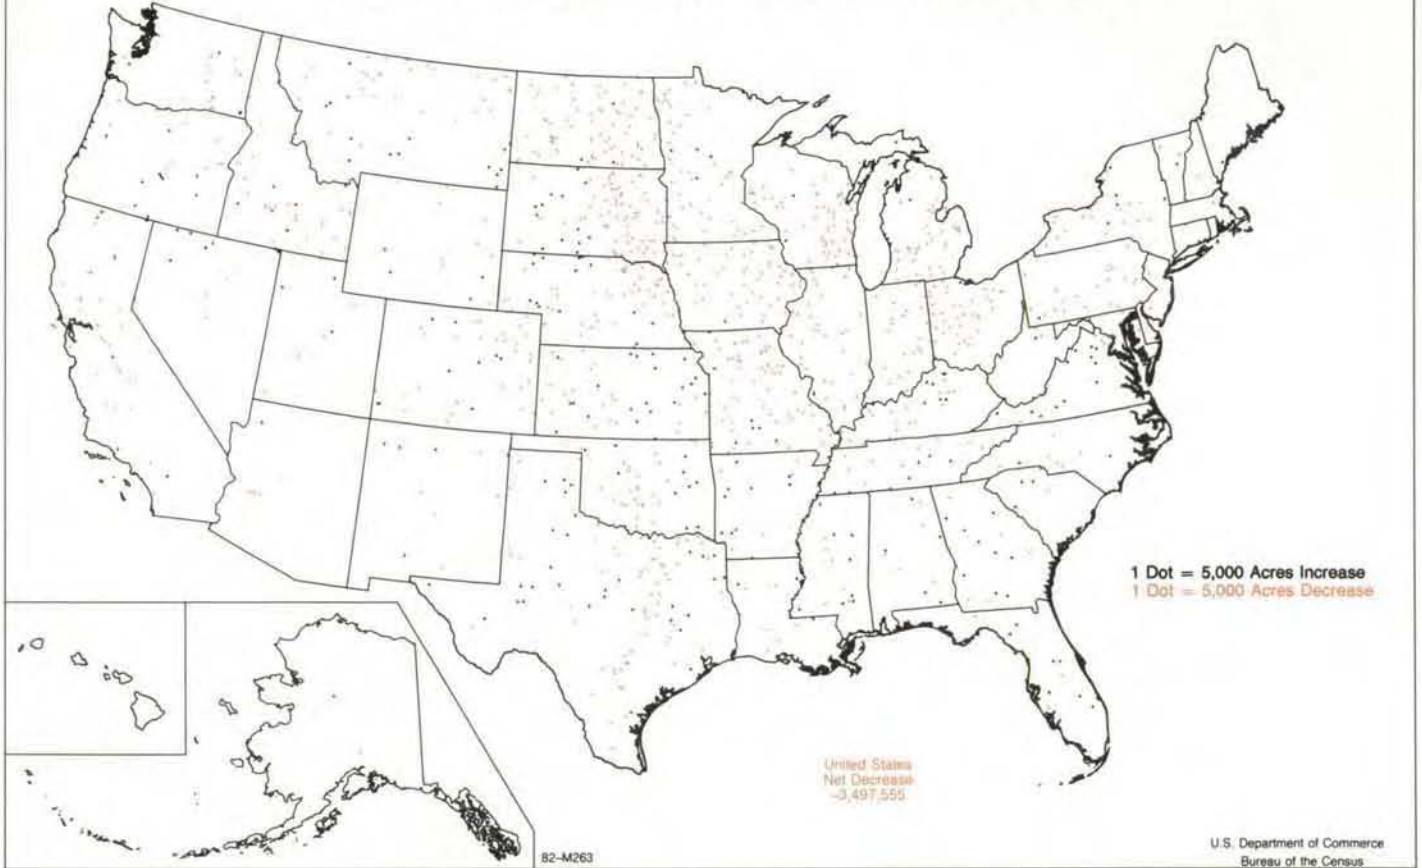 1 Dot = 5,000 Acres Increase
1 Dot = 5,000 Acres Decrease
United States
Net Decrease
-3,497,555
82-M263
U.S. Department of Commerce
Bureau of the Census